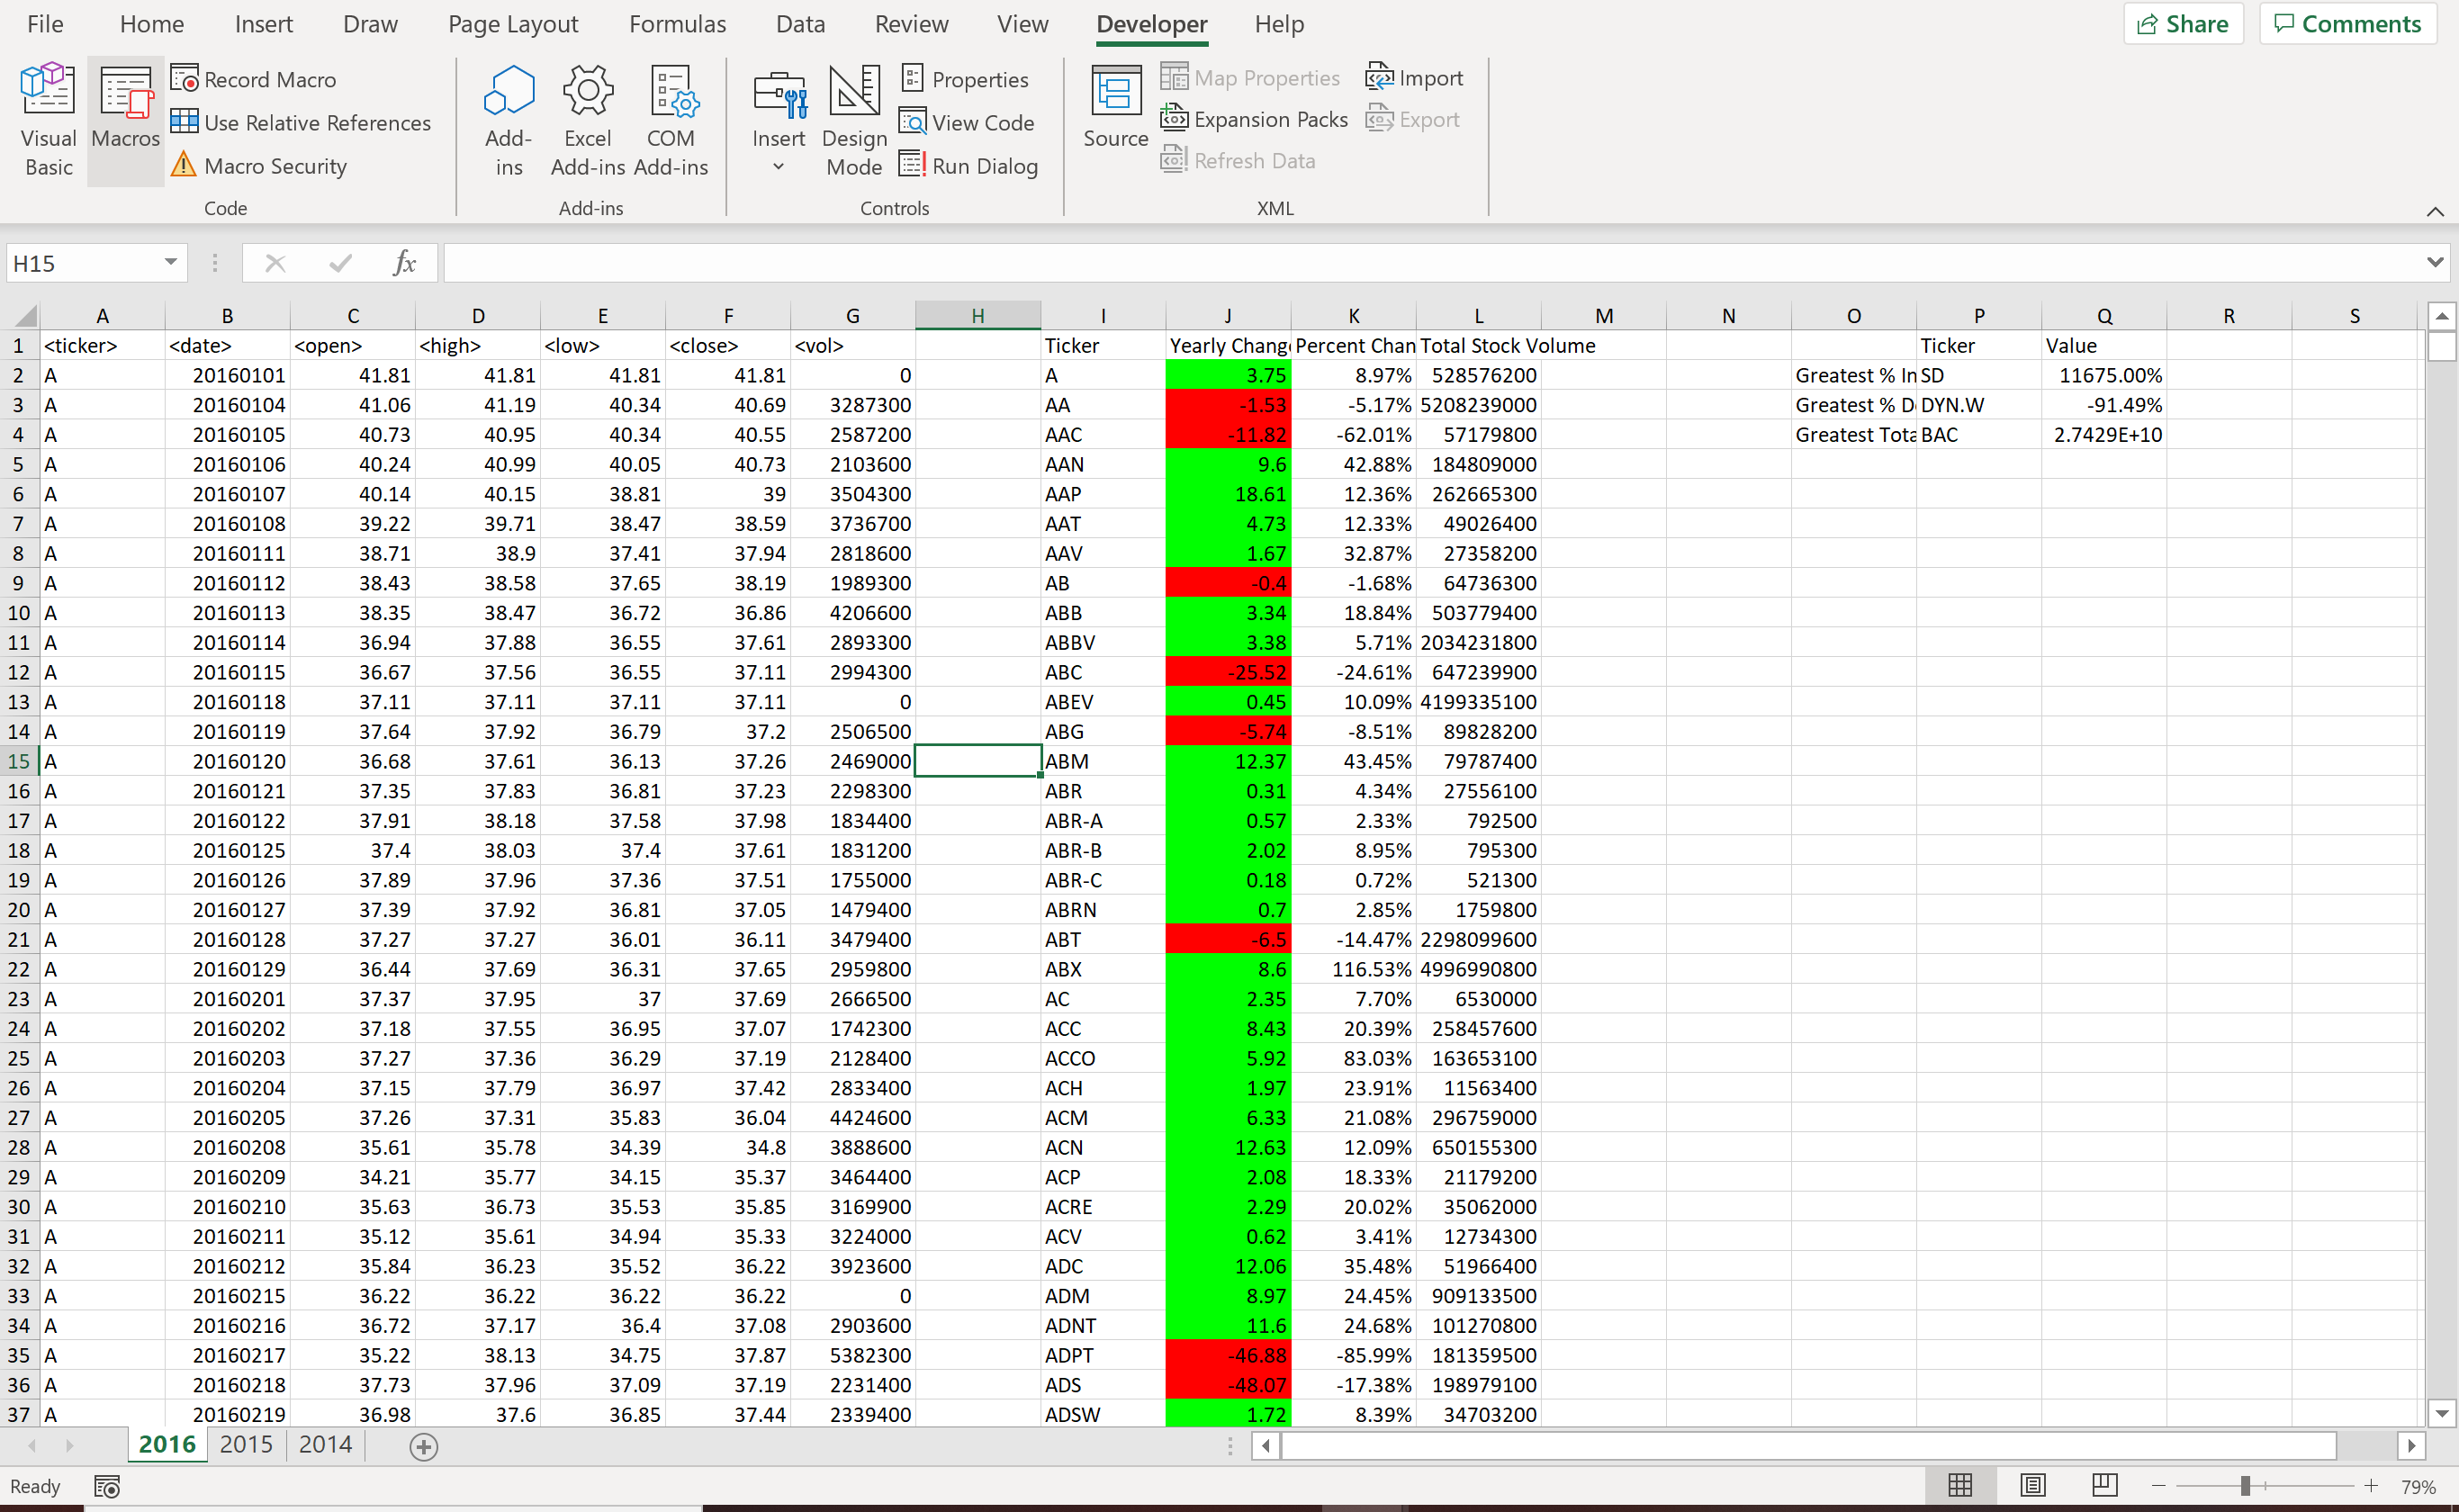 File Home Insert Draw Page Layout Formulas Data Review View Developer Help Share Comments
Visual Basic Macros Record Macro Use Relative References Macro Security
Add-ins Excel Add-ins COM Add-ins
Insert Design Mode Properties View Code Run Dialog
Source Map Properties Expansion Packs Refresh Data Import Export
Code Add-ins Controls XML
H15 fx
A B C D E F G H I J K L M N O P Q R S
1 <ticker> <date> <open> <high> <low> <close> <vol> Ticker Yearly Change Percent Chan Total Stock Volume Ticker Value
2 A 20160101 41.81 41.81 41.81 41.81 0 A 3.75 8.97% 528576200 Greatest % In SD 11675.00%
3 A 20160104 41.06 41.19 40.34 40.69 3287300 AA -1.53 -5.17% 5208239000 Greatest % D DYN.W -91.49%
4 A 20160105 40.73 40.95 40.34 40.55 2587200 AAC -11.82 -62.01% 57179800 Greatest Tota BAC 2.7429E+10
5 A 20160106 40.24 40.99 40.05 40.73 2103600 AAN 9.6 42.88% 184809000
6 A 20160107 40.14 40.15 38.81 39 3504300 AAP 18.61 12.36% 262665300
7 A 20160108 39.22 39.71 38.47 38.59 3736700 AAT 4.73 12.33% 49026400
8 A 20160111 38.71 38.9 37.41 37.94 2818600 AAV 1.67 32.87% 27358200
9 A 20160112 38.43 38.58 37.65 38.19 1989300 AB -0.4 -1.68% 64736300
10 A 20160113 38.35 38.47 36.72 36.86 4206600 ABB 3.34 18.84% 503779400
11 A 20160114 36.94 37.88 36.55 37.61 2893300 ABBV 3.38 5.71% 2034231800
12 A 20160115 36.67 37.56 36.55 37.11 2994300 ABC -25.52 -24.61% 647239900
13 A 20160118 37.11 37.11 37.11 37.11 0 ABEV 0.45 10.09% 4199335100
14 A 20160119 37.64 37.92 36.79 37.2 2506500 ABG -5.74 -8.51% 89828200
15 A 20160120 36.68 37.61 36.13 37.26 2469000 ABM 12.37 43.45% 79787400
16 A 20160121 37.35 37.83 36.81 37.23 2298300 ABR 0.31 4.34% 27556100
17 A 20160122 37.91 38.18 37.58 37.98 1834400 ABR-A 0.57 2.33% 792500
18 A 20160125 37.4 38.03 37.4 37.61 1831200 ABR-B 2.02 8.95% 795300
19 A 20160126 37.89 37.96 37.36 37.51 1755000 ABR-C 0.18 0.72% 521300
20 A 20160127 37.39 37.92 36.81 37.05 1479400 ABRN 0.7 2.85% 1759800
21 A 20160128 37.27 37.27 36.01 36.11 3479400 ABT -6.5 -14.47% 2298099600
22 A 20160129 36.44 37.69 36.31 37.65 2959800 ABX 8.6 116.53% 4996990800
23 A 20160201 37.37 37.95 37 37.69 2666500 AC 2.35 7.70% 6530000
24 A 20160202 37.18 37.55 36.95 37.07 1742300 ACC 8.43 20.39% 258457600
25 A 20160203 37.27 37.36 36.29 37.19 2128400 ACCO 5.92 83.03% 163653100
26 A 20160204 37.15 37.79 36.97 37.42 2833400 ACH 1.97 23.91% 11563400
27 A 20160205 37.26 37.31 35.83 36.04 4424600 ACM 6.33 21.08% 296759000
28 A 20160208 35.61 35.78 34.39 34.8 3888600 ACN 12.63 12.09% 650155300
29 A 20160209 34.21 35.77 34.15 35.37 3464400 ACP 2.08 18.33% 21179200
30 A 20160210 35.63 36.73 35.53 35.85 3169900 ACRE 2.29 20.02% 35062000
31 A 20160211 35.12 35.61 34.94 35.33 3224000 ACV 0.62 3.41% 12734300
32 A 20160212 35.84 36.23 35.52 36.22 3923600 ADC 12.06 35.48% 51966400
33 A 20160215 36.22 36.22 36.22 36.22 0 ADM 8.97 24.45% 909133500
34 A 20160216 36.72 37.17 36.4 37.08 2903600 ADNT 11.6 24.68% 101270800
35 A 20160217 35.22 38.13 34.75 37.87 5382300 ADPT -46.88 -85.99% 181359500
36 A 20160218 37.73 37.96 37.09 37.19 2231400 ADS -48.07 -17.38% 198979100
37 A 20160219 36.98 37.6 36.85 37.44 2339400 ADSW 1.72 8.39% 34703200
2016 2015 2014
Ready 79%